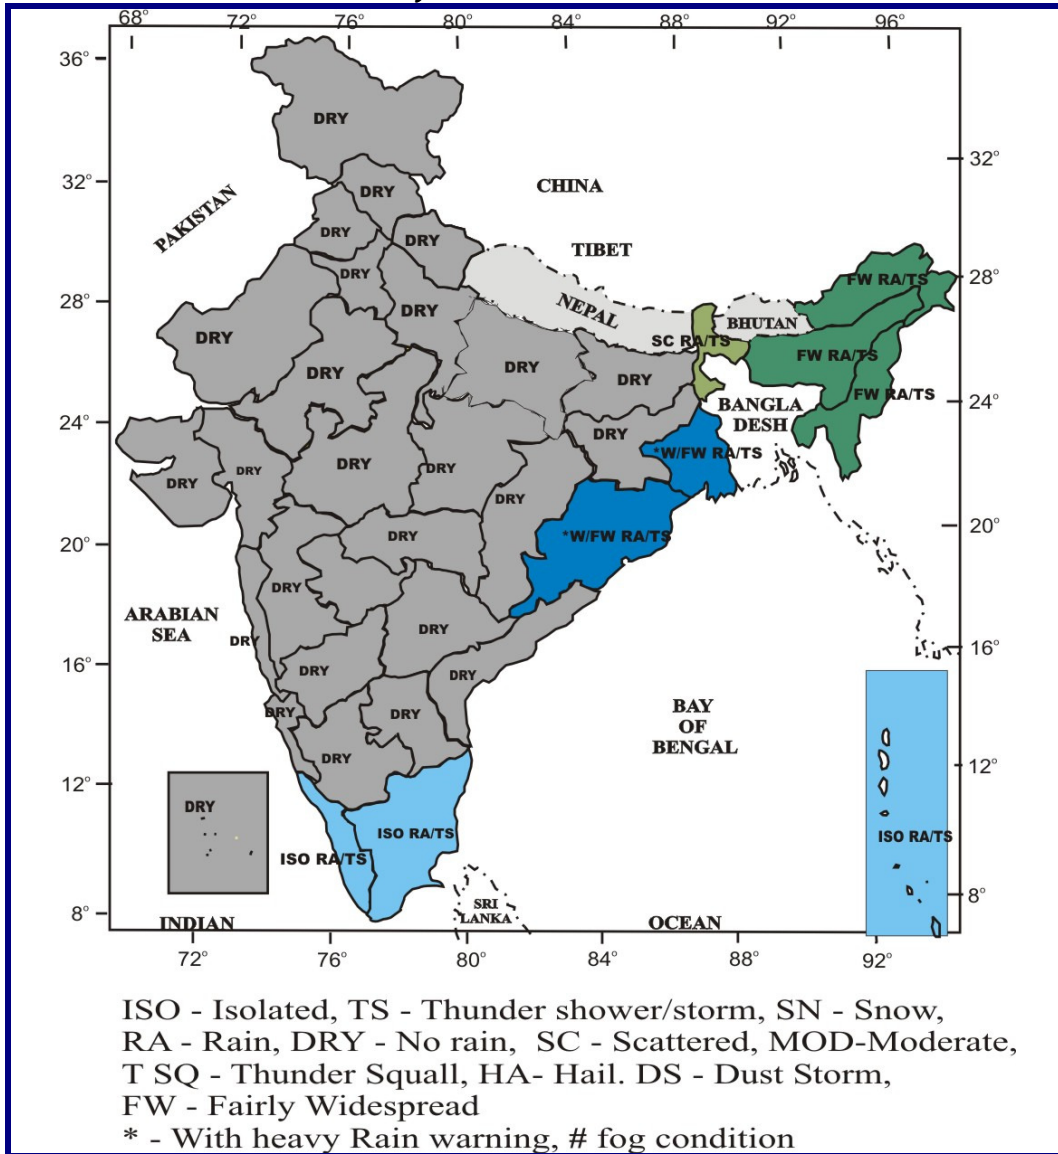 68° 72° 76° 80° 84° 88° 92° 96°
36°
DRY
32° 32°
DRY
CHINA
PAKISTAN
DRY
DRY
TIBET
DRY
28° 28°
FW RA/TS
NEPAL
DRY
BHUTAN
DRY
SC RA/TS
FW RA/TS
DRY
DRY
DRY
FW RA/TS
24° 24°
BANGLA
DESH
DRY
*W/FW RA/TS
DRY
DRY
DRY
DRY
DRY
DRY
20° 20°
DRY
*W/FW RA/TS
DRY
ARABIAN
SEA
DRY
DRY
16° 16°
DRY
DRY
DRY
DRY
BAY
OF
BENGAL
DRY
12° 12°
DRY
ISO RA/TS
ISO RA/TS
ISO RA/TS
8° 8°
SRI
LANKA
INDIAN OCEAN
72° 76° 80° 84° 88° 92°
ISO - Isolated, TS - Thunder shower/storm, SN - Snow,
RA - Rain, DRY - No rain, SC - Scattered, MOD-Moderate,
T SQ - Thunder Squall, HA- Hail. DS - Dust Storm,
FW - Fairly Widespread
* - With heavy Rain warning, # fog condition